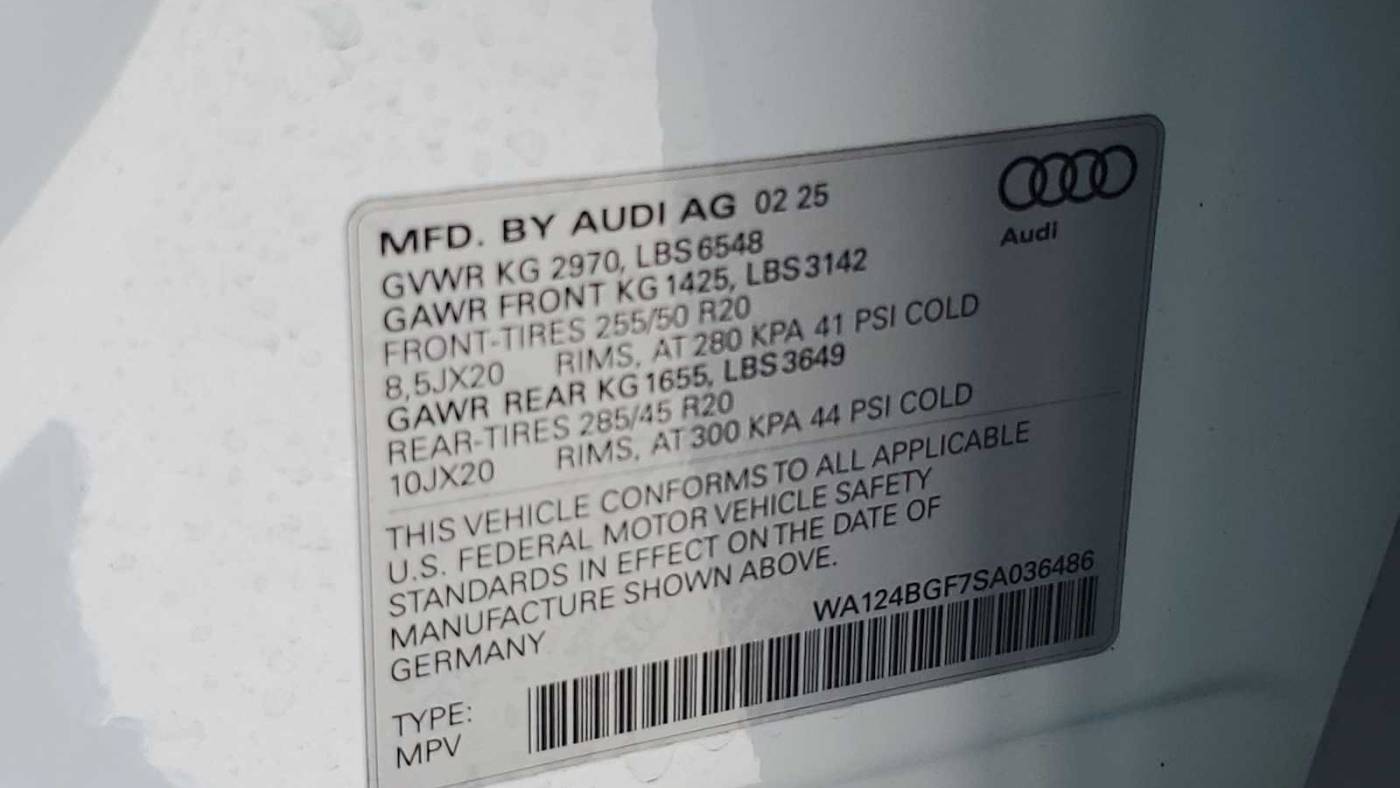 MFD. BY AUDI AG 02 25
Audi
GVWR KG 2970, LBS 6548
GAWR FRONT KG 1425, LBS 3142
FRONT-TIRES 255/50 R20
8,5JX20 RIMS, AT 280 KPA 41 PSI COLD
GAWR REAR KG 1655, LBS 3649
REAR-TIRES 285/45 R20
10JX20 RIMS, AT 300 KPA 44 PSI COLD
THIS VEHICLE CONFORMS TO ALL APPLICABLE
U.S. FEDERAL MOTOR VEHICLE SAFETY
STANDARDS IN EFFECT ON THE DATE OF
MANUFACTURE SHOWN ABOVE.
GERMANY
WA124BGF7SA036486
TYPE:
MPV